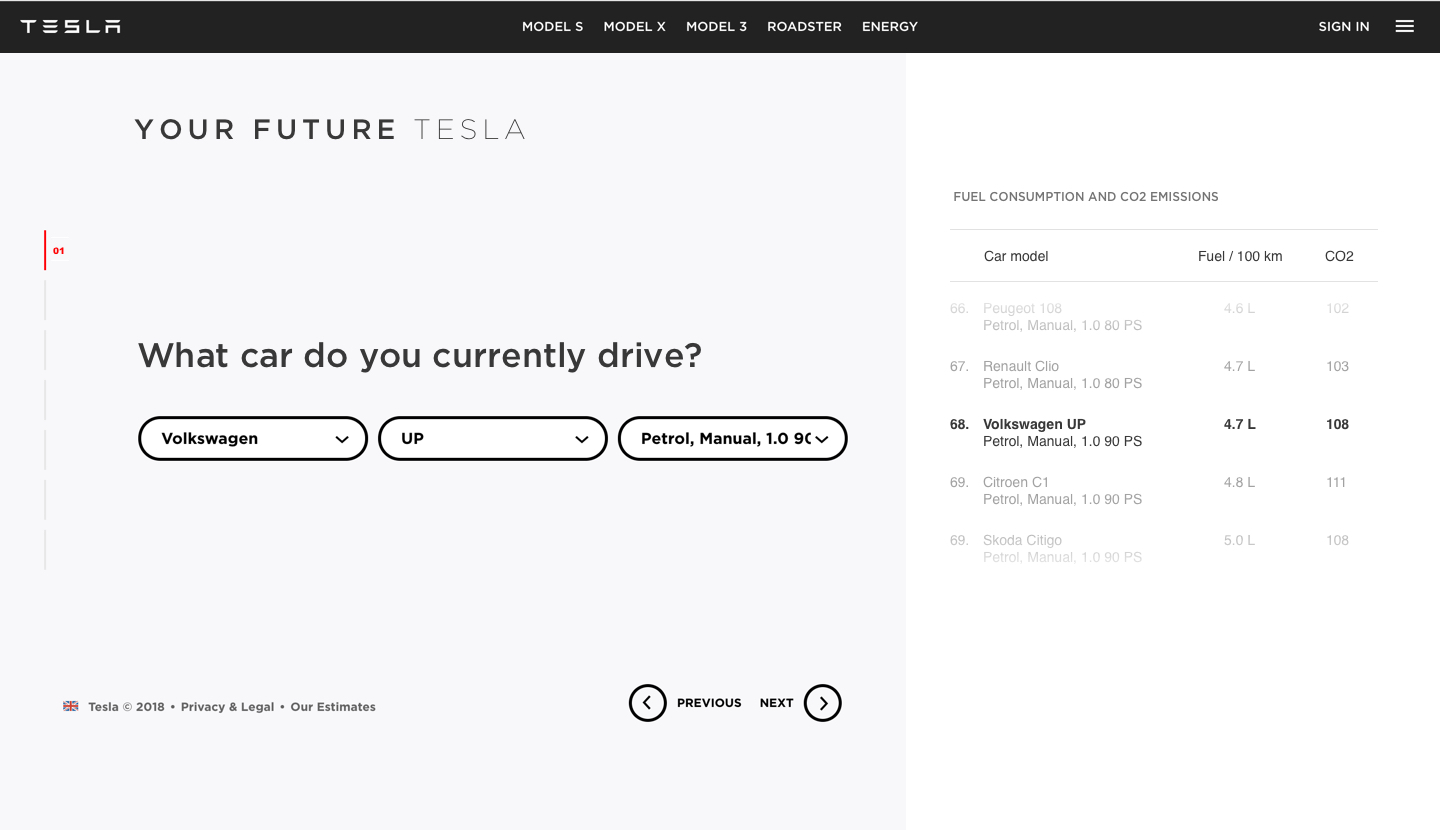 TESLA
MODEL S MODEL X MODEL 3 ROADSTER ENERGY
SIGN IN
YOUR FUTURE TESLA
01
What car do you currently drive?
Volkswagen
UP
Petrol, Manual, 1.0 90
PREVIOUS NEXT
Tesla © 2018 • Privacy & Legal • Our Estimates
FUEL CONSUMPTION AND CO2 EMISSIONS
Car model Fuel / 100 km CO2
66. Peugeot 108 4.6 L 102
Petrol, Manual, 1.0 80 PS
67. Renault Clio 4.7 L 103
Petrol, Manual, 1.0 80 PS
68. Volkswagen UP 4.7 L 108
Petrol, Manual, 1.0 90 PS
69. Citroen C1 4.8 L 111
Petrol, Manual, 1.0 90 PS
69. Skoda Citigo 5.0 L 108
Petrol, Manual, 1.0 90 PS